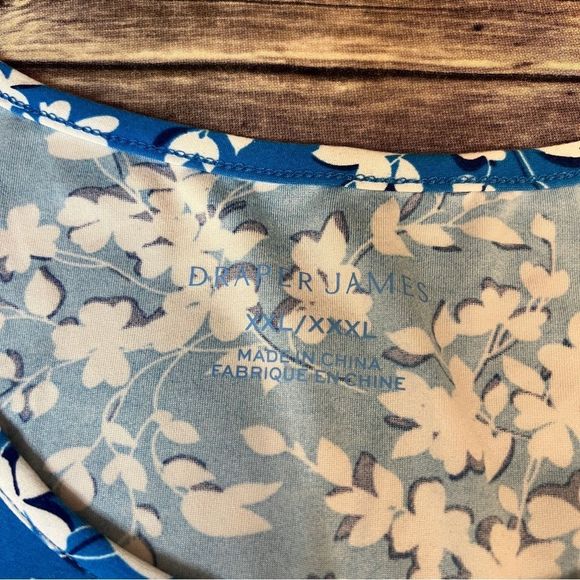 DRAPER JAMES
XXL/XXXL
MADE IN CHINA
FABRIQUE EN CHINE